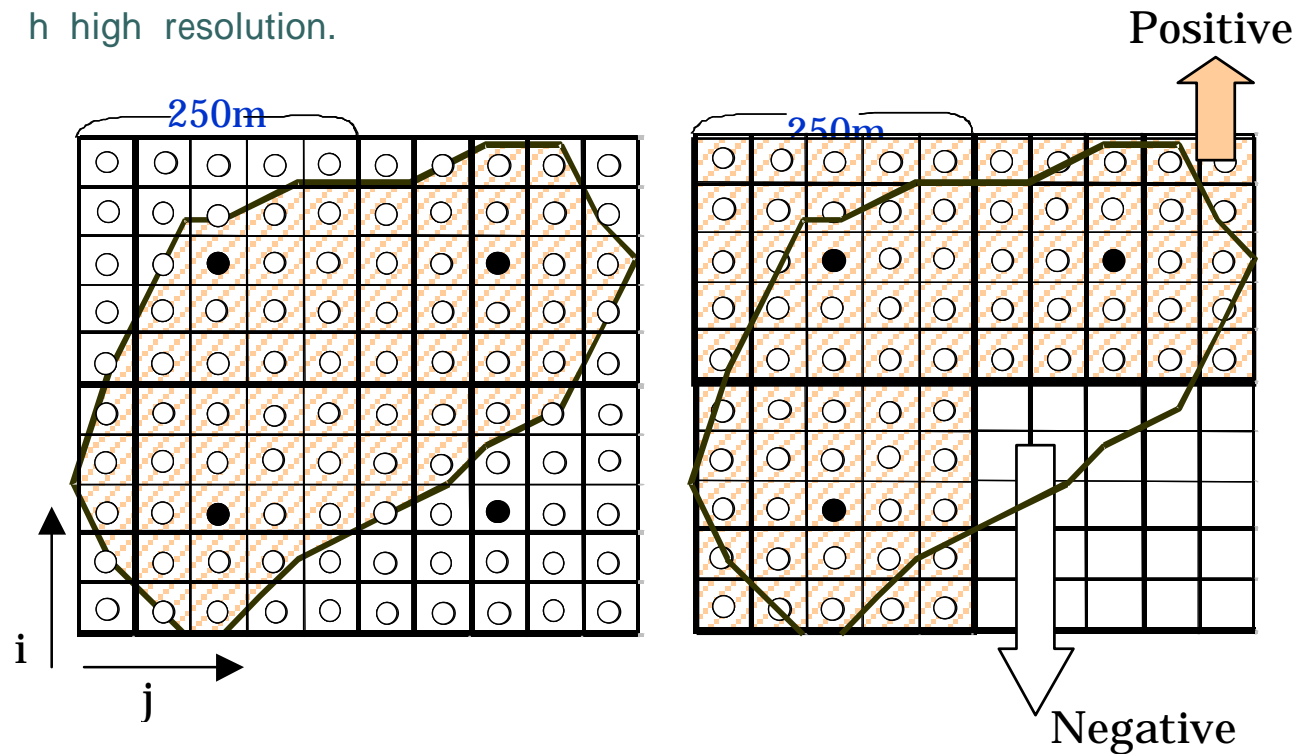 h high resolution.
Positive
250m
250m
i
j
Negative